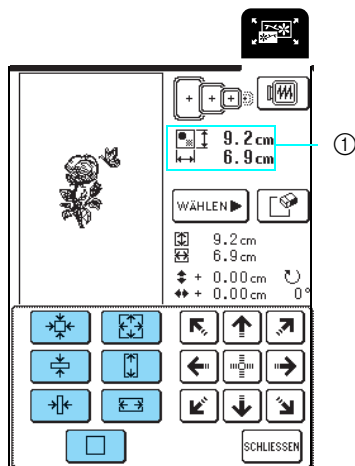 9.2cm
6.9cm
①
WÄHLEN
9.2cm
6.9cm
+ 0.00cm
+ 0.00cm 0°
SCHLIESSEN